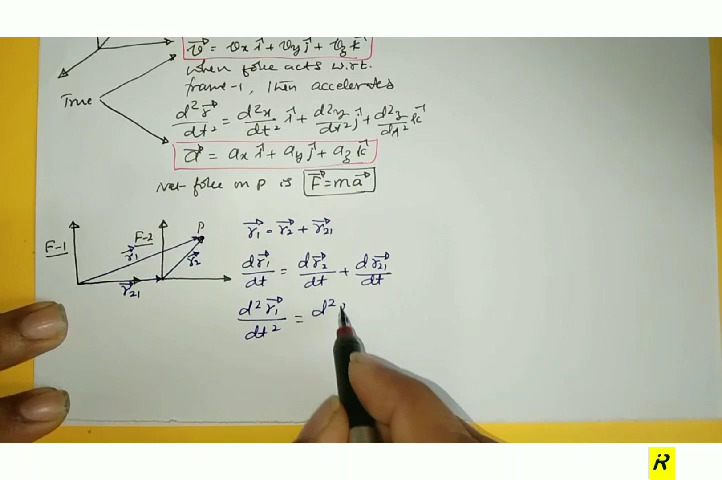 v⃗ = vx i⃗ + vy j⃗ + vz k⃗
when force acts w.r.t.
frame-1, then accelerates
True
d²r⃗/dt² = d²x/dt² i⃗ + d²y/dt² j⃗ + d²z/dt² k⃗
a⃗ = ax i⃗ + ay j⃗ + az k⃗
Net force on p is F⃗ = ma⃗
F-1 F-2 P
r⃗₁ r⃗₂
r⃗₂₁
r⃗₁ = r⃗₂ + r⃗₂₁
dr⃗₁/dt = dr⃗₂/dt + dr⃗₂₁/dt
d²r⃗₁/dt² = d²
R